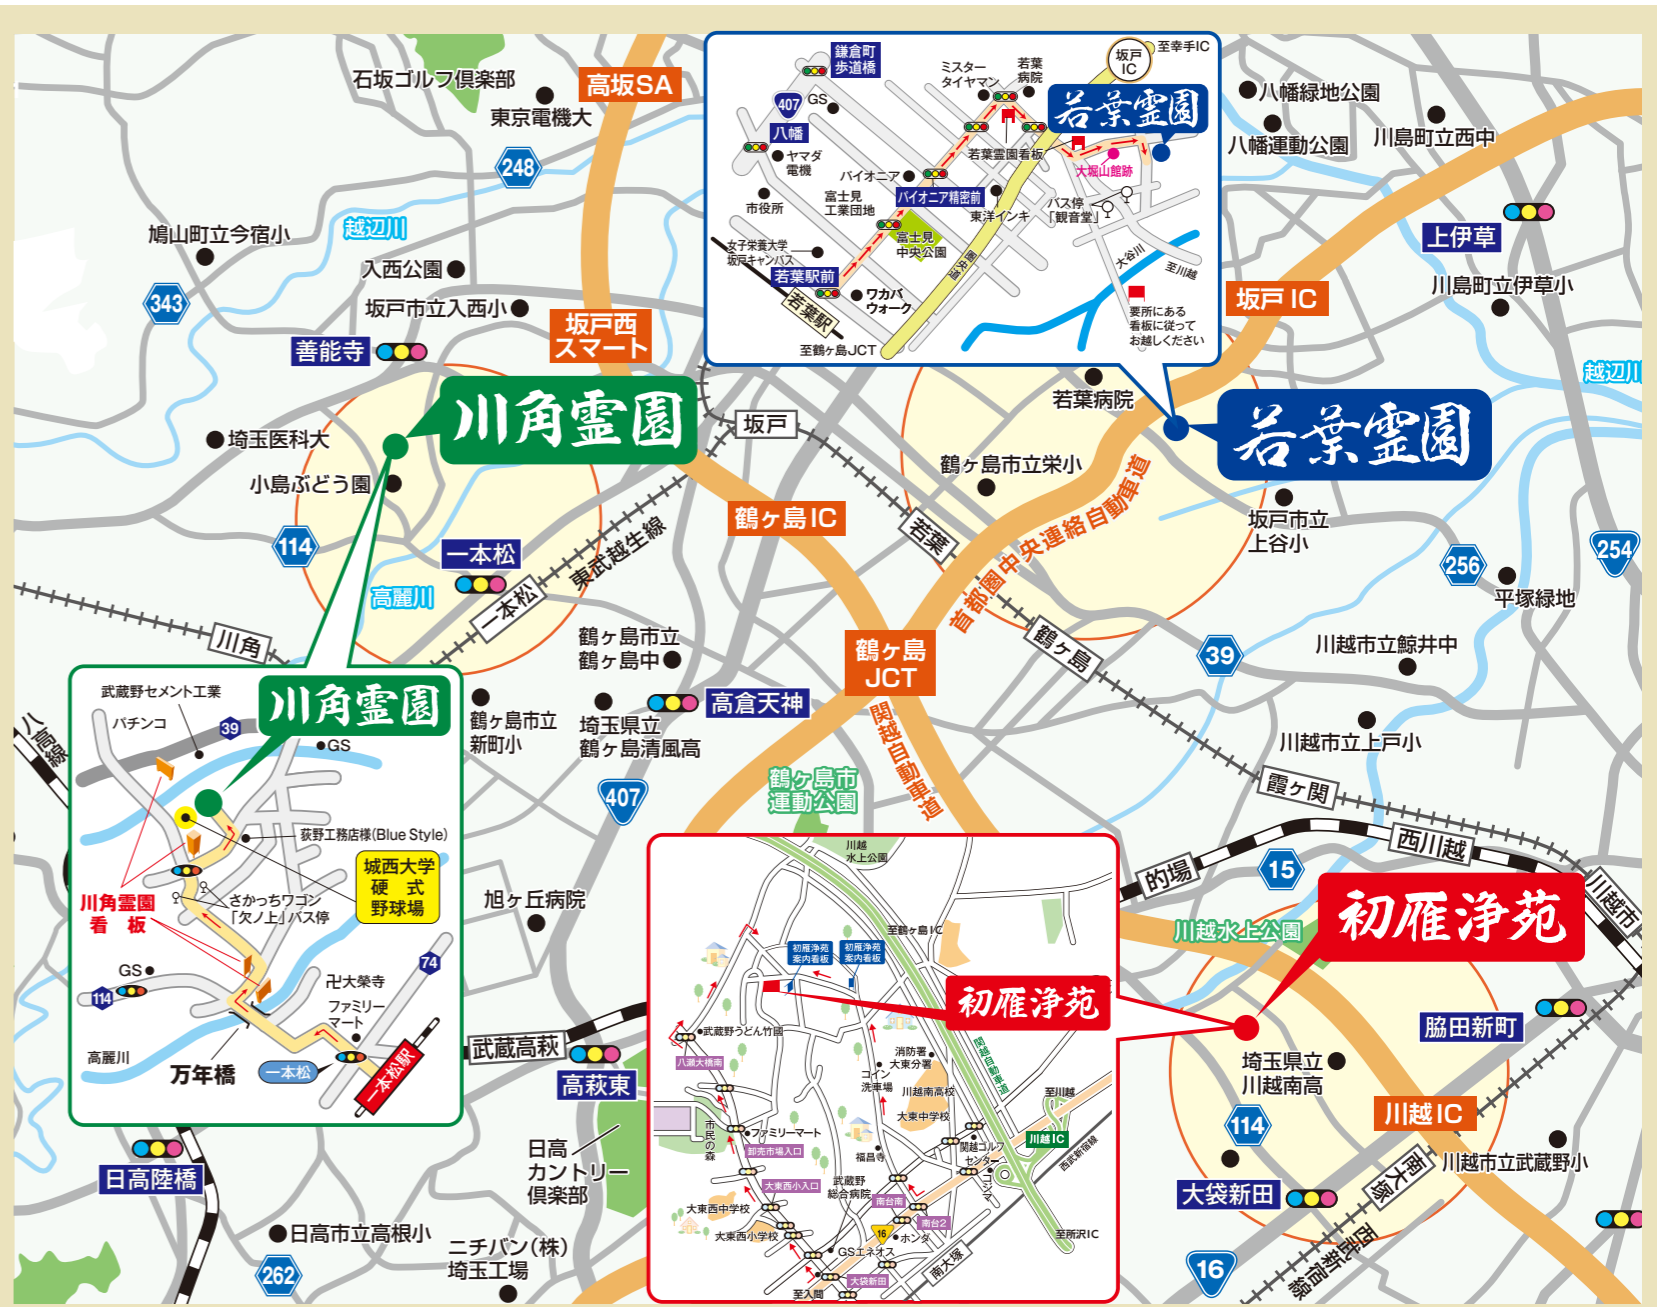 石坂ゴルフ倶楽部
東京電機大
高坂SA
248
越辺川
鳩山町立今宿小
入西公園
343
坂戸市立入西小
善能寺
坂戸西
スマート
川角霊園
埼玉医科大
小島ぶどう園
114
一本松
高麗川
川角
一本松
東武越生線
坂戸
鶴ヶ島IC
鎌倉町
歩道橋
407
GS
八幡
ヤマダ
電機
市役所
女子栄養大学
坂戸キャンパス
若葉駅前
若葉駅
至鶴ヶ島JCT
ワカバ
ウォーク
パイオニア
富士見
工業団地
パイオニア精密前
富士見
中央公園
ミスター
タイヤマン
若葉
病院
坂戸
IC
至幸手IC
若葉霊園
若葉霊園看板
大堀山館跡
東洋インキ
バス停
「観音堂」
圏央道
大谷川
至川越
要所にある
看板に従って
お越しください
八幡緑地公園
八幡運動公園
川島町立西中
上伊草
川島町立伊草小
坂戸IC
越辺川
若葉病院
若葉霊園
鶴ヶ島市立栄小
首都圏中央連絡自動車道
若葉
坂戸市立
上谷小
254
256
平塚緑地
鶴ヶ島
39
川越市立鯨井中
鶴ヶ島
JCT
鶴ヶ島市立
鶴ヶ島中
高倉天神
鶴ヶ島市立
新町小
埼玉県立
鶴ヶ島清風高
407
関越自動車道
鶴ヶ島市
運動公園
川越市立上戸小
霞ヶ関
西川越
的場
15
川越市
八高線
武蔵野セメント工業
パチンコ
39
川角霊園
GS
荻野工務店様(Blue Style)
城西大学
硬 式
野球場
川角霊園
看 板
さかっちワゴン
「欠ノ上」バス停
GS
114
74
卍大榮寺
ファミリー
マート
高麗川
万年橋
一本松
一本松駅
旭ヶ丘病院
武蔵高萩
高萩東
日高陸橋
日高
カントリー
倶楽部
日高市立高根小
262
ニチバン(株)
埼玉工場
川越
水上公園
至鶴ヶ島IC
初雁浄苑
案内看板
初雁浄苑
案内看板
初雁浄苑
武蔵野うどん竹國
八瀬大橋南
消防署
大東分署
コイン
洗車場
川越南高校
大東中学校
関越自動車道
至川越
川越IC
西武新宿線
市民の森
ファミリーマート
卸売市場入口
福昌寺
関越ゴルフ
センター
コジマ
大東西小入口
武蔵野
総合病院
大東西中学校
南台南
南台2
大東西小学校
16
ホンダ
GSエネオス
大袋新田
南大塚
至入間
至所沢IC
川越水上公園
初雁浄苑
脇田新町
埼玉県立
川越南高
川越IC
114
大袋新田
南大塚
川越市立武蔵野小
16
西武新宿線